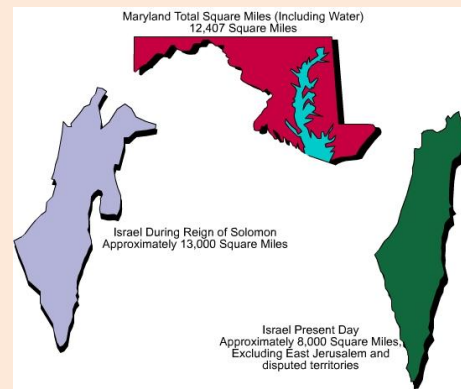 Maryland Total Square Miles (Including Water)
12,407 Square Miles
Israel During Reign of Solomon
Approximately 13,000 Square Miles
Israel Present Day
Approximately 8,000 Square Miles,
Excluding East Jerusalem and
disputed territories